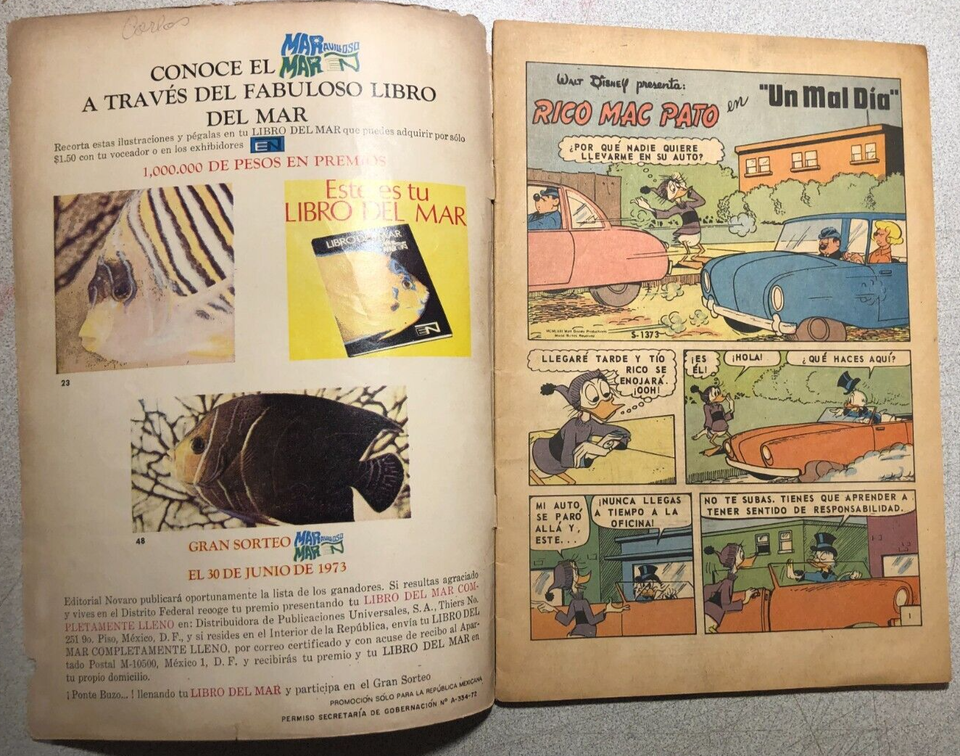 Carlos
MARAVILLOSO
CONOCE EL MAR EN
A TRAVÉS DEL FABULOSO LIBRO
DEL MAR
Recorta estas ilustraciones y pégalas en tu LIBRO DEL MAR que puedes adquirir por sólo
$1.50 con tu voceador o en los exhibidores EN
1,000.000 DE PESOS EN PREMIOS
Este es tu
LIBRO DEL MAR
LIBRO DEL MAR
EN
23
48
GRAN SORTEO MARAVILLOSO
MAR EN
EL 30 DE JUNIO DE 1973
Editorial Novaro publicará oportunamente la lista de los ganadores. Si resultas agraciado
y vives en el Distrito Federal recoge tu premio presentando tu LIBRO DEL MAR COM-
PLETAMENTE LLENO en: Distribuidora de Publicaciones Universales, S.A., Thiers No.
251 9o. Piso, México, D. F., y si resides en el Interior de la República, envía tu LIBRO DEL
MAR COMPLETAMENTE LLENO, por correo certificado y con acuse de recibo al Apar-
tado Postal M-10500, México 1, D. F. y recibirás tu premio y tu LIBRO DEL MAR en
tu propio domicilio.
¡Ponte Buzo...! llenando tu LIBRO DEL MAR y participa en el Gran Sorteo
PROMOCIÓN SÓLO PARA LA REPÚBLICA MEXICANA
PERMISO SECRETARÍA DE GOBERNACIÓN Nº A-334-72
WALT DISNEY presenta:
RICO MAC PATO en "Un Mal Día"
¿POR QUÉ NADIE QUIERE
LLEVARME EN SU AUTO?
S-1373
LLEGARÉ TARDE Y TÍO
RICO SE
ENOJARÁ.
¡OOH!
¡ES
ÉL!
¡HOLA!
¿QUÉ HACES AQUÍ?
MI AUTO
SE PARÓ
ALLÁ Y,
ESTE...
¡NUNCA LLEGAS
A TIEMPO A LA
OFICINA!
NO TE SUBAS. TIENES QUE APRENDER A
TENER SENTIDO DE RESPONSABILIDAD.
1